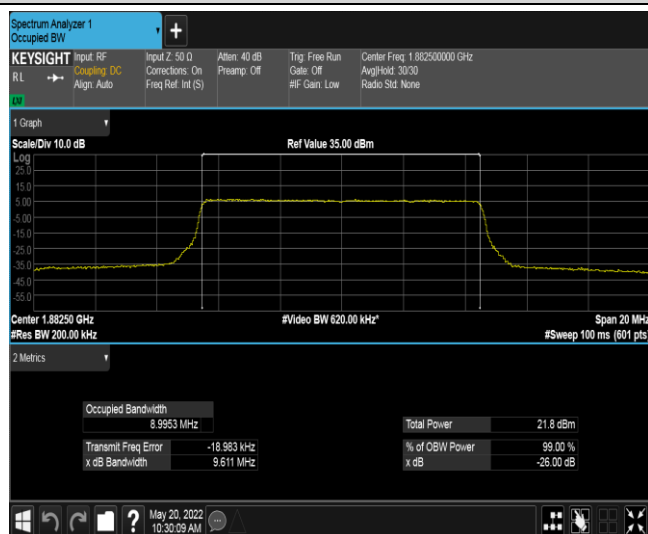 Spectrum Analyzer 1
Occupied BW
+
KEYSIGHT Input: RF Input Z: 50 Ω Atten: 40 dB Trig: Free Run Center Freq: 1.882500000 GHz
RL Coupling: DC Corrections: On Preamp: Off Gate: Off Avg|Hold: 30/30
Align: Auto Freq Ref: Int (S) #IF Gain: Low Radio Std: None
LXI
1 Graph
Scale/Div 10.0 dB Ref Value 35.00 dBm
Log
25.0
15.0
5.00
-5.00
-15.0
-25.0
-35.0
-45.0
-55.0
Center 1.88250 GHz #Video BW 620.00 kHz* Span 20 MHz
#Res BW 200.00 kHz #Sweep 100 ms (601 pts)
2 Metrics
Occupied Bandwidth
8.9953 MHz Total Power 21.8 dBm
Transmit Freq Error -18.983 kHz % of OBW Power 99.00 %
x dB Bandwidth 9.611 MHz x dB -26.00 dB
? May 20, 2022
10:30:09 AM